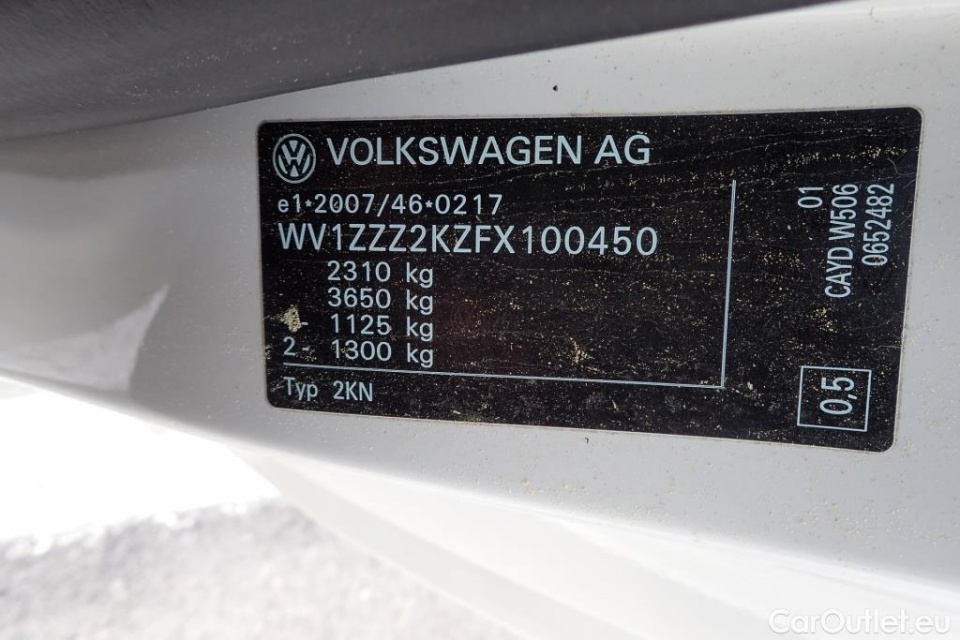 VOLKSWAGEN AG
e1*2007/46*0217
WV1ZZZ2KZFX100450
2310 kg
3650 kg
- 1125 kg
2- 1300 kg
Typ 2KN
01
CAYD W506
0652482
0,5
CarOutlet.eu